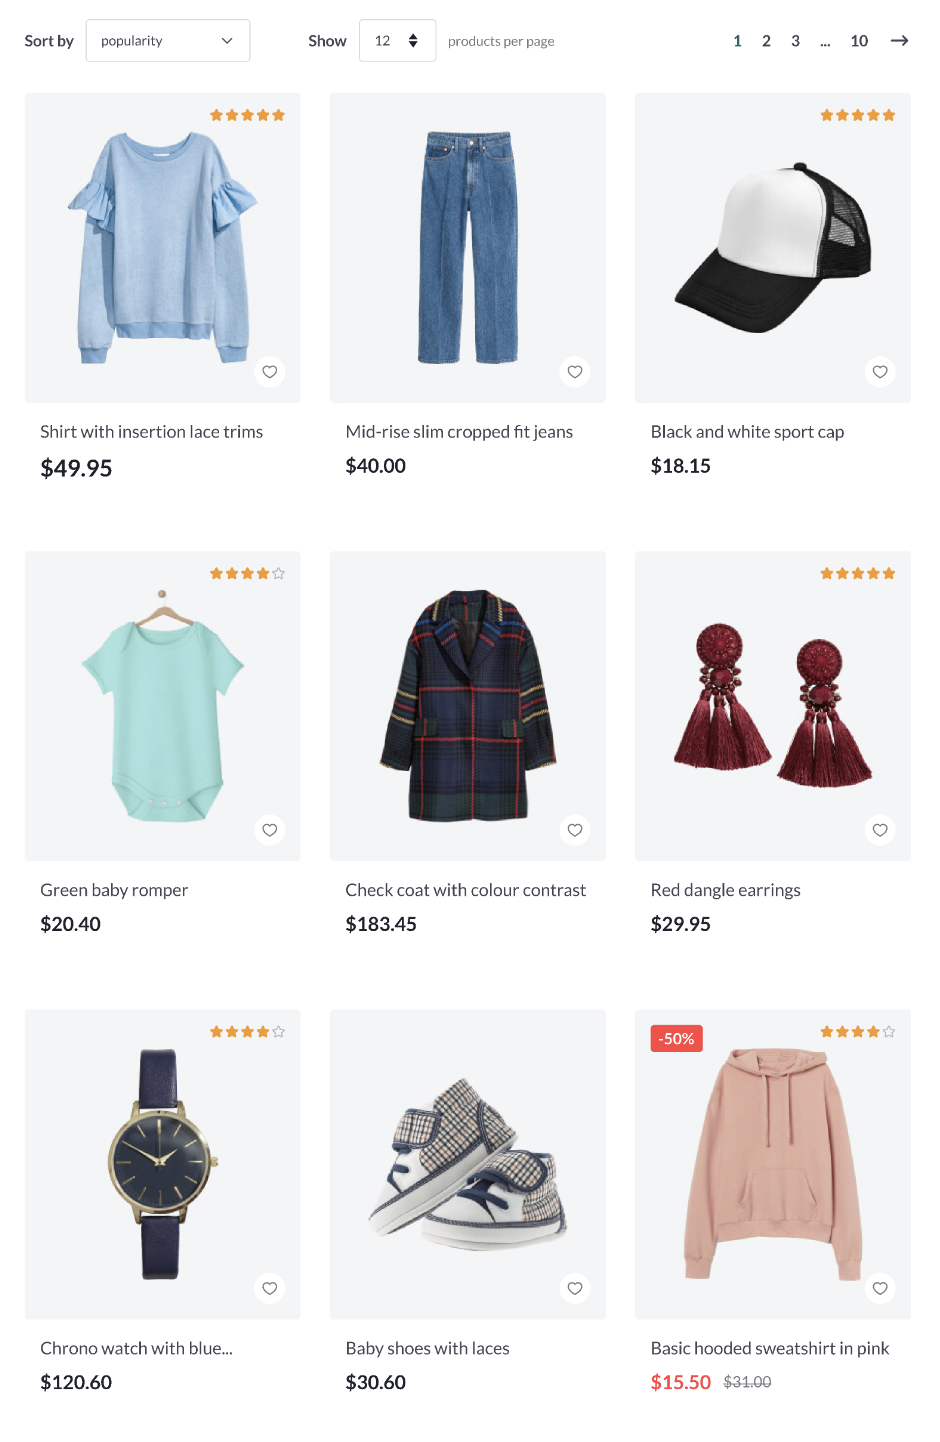 Sort by popularity Show 12 products per page 1 2 3 ... 10
Shirt with insertion lace trims
$49.95
Mid-rise slim cropped fit jeans
$40.00
Black and white sport cap
$18.15
Green baby romper
$20.40
Check coat with colour contrast
$183.45
Red dangle earrings
$29.95
Chrono watch with blue...
$120.60
Baby shoes with laces
$30.60
-50%
Basic hooded sweatshirt in pink
$15.50 $31.00